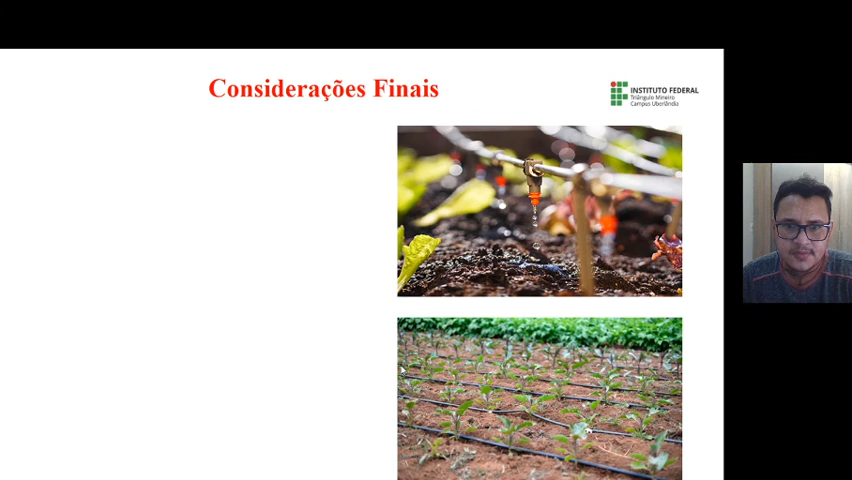 Considerações Finais
INSTITUTO FEDERAL
Triângulo Mineiro
Campus Uberlândia